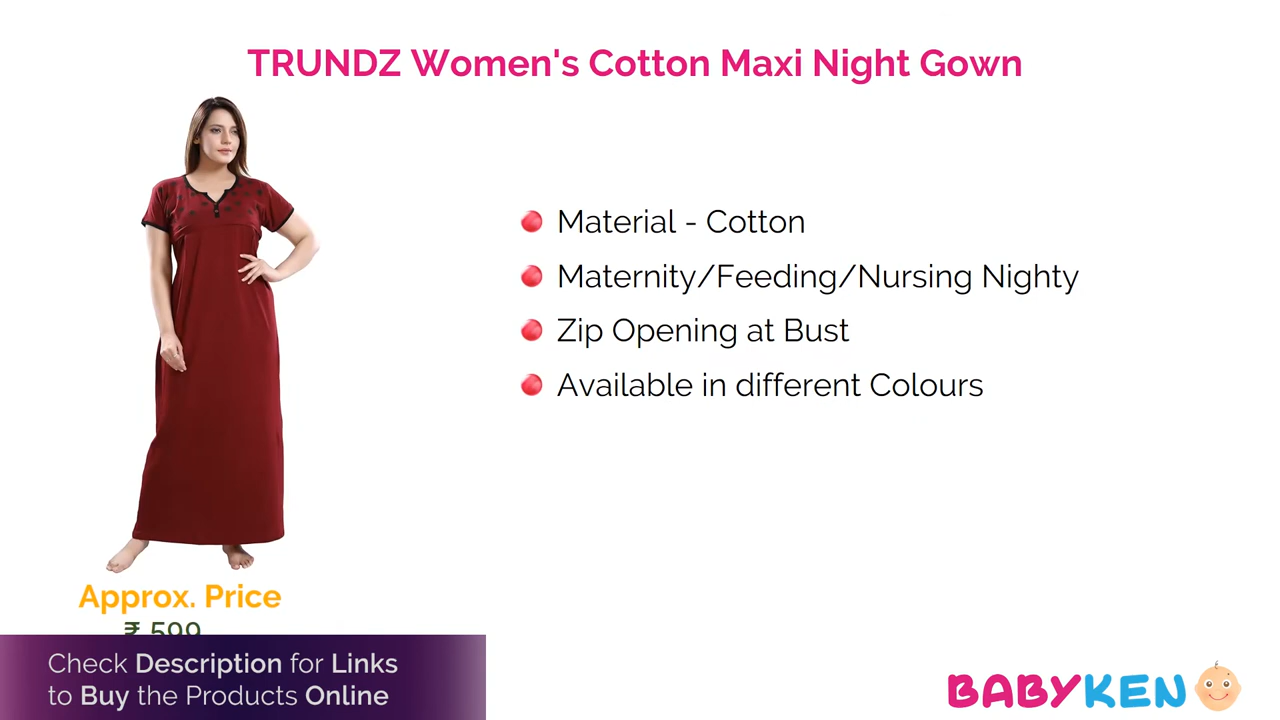 TRUNDZ Women's Cotton Maxi Night Gown
Material - Cotton
Maternity/Feeding/Nursing Nighty
Zip Opening at Bust
Available in different Colours
Approx. Price
₹ 599
Check Description for Links
to Buy the Products Online
BABYKEN